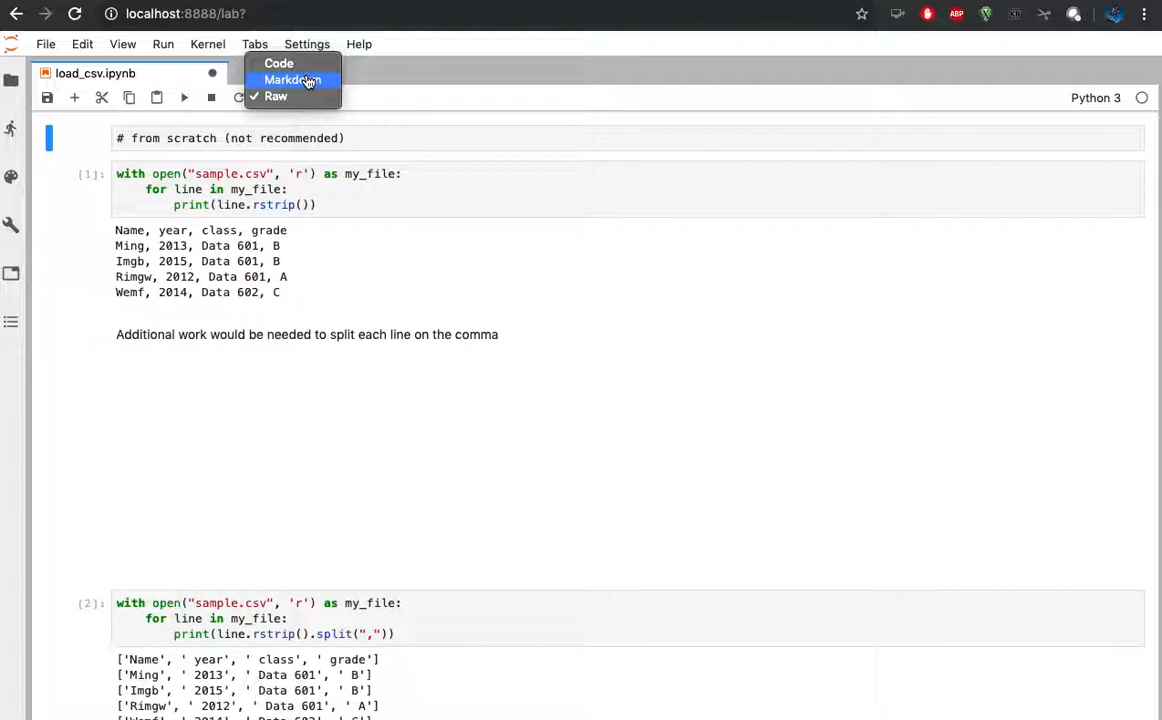 localhost:8888/lab?
ABP
File Edit View Run Kernel Tabs Settings Help
Code
Markdown
Raw
load_csv.ipynb
Python 3
# from scratch (not recommended)
[1]:
with open("sample.csv", 'r') as my_file:
for line in my_file:
print(line.rstrip())
Name, year, class, grade
Ming, 2013, Data 601, B
Imgb, 2015, Data 601, B
Rimgw, 2012, Data 601, A
Wemf, 2014, Data 602, C
Additional work would be needed to split each line on the comma
[2]:
with open("sample.csv", 'r') as my_file:
for line in my_file:
print(line.rstrip().split(","))
['Name', ' year', ' class', ' grade']
['Ming', ' 2013', ' Data 601', ' B']
['Imgb', ' 2015', ' Data 601', ' B']
['Rimgw', ' 2012', ' Data 601', ' A']